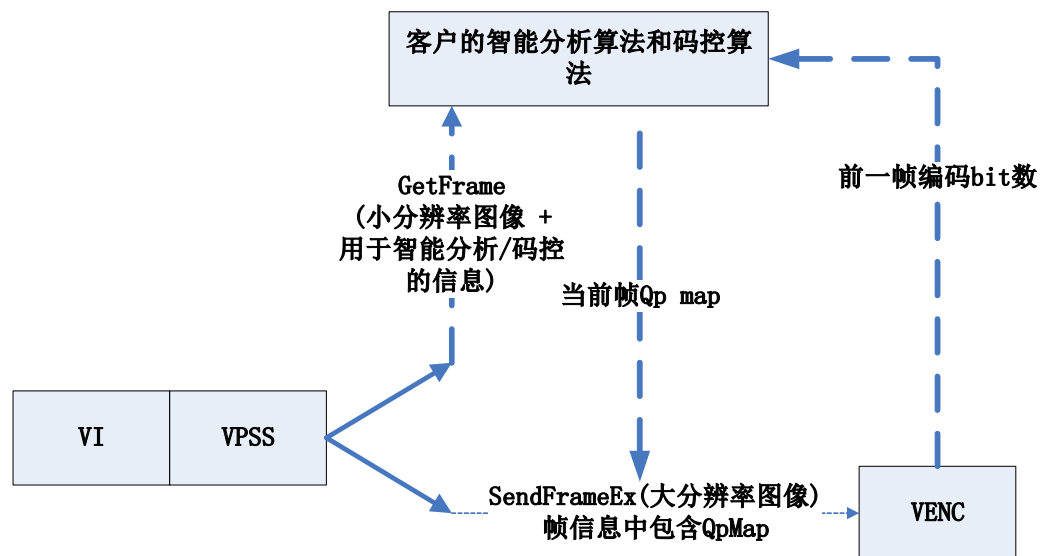 客户的智能分析算法和码控算
法
GetFrame
(小分辨率图像 +
用于智能分析/码控
的信息)
前一帧编码bit数
当前帧Qp map
VI
VPSS
SendFrameEx(大分辨率图像)
帧信息中包含QpMap
VENC